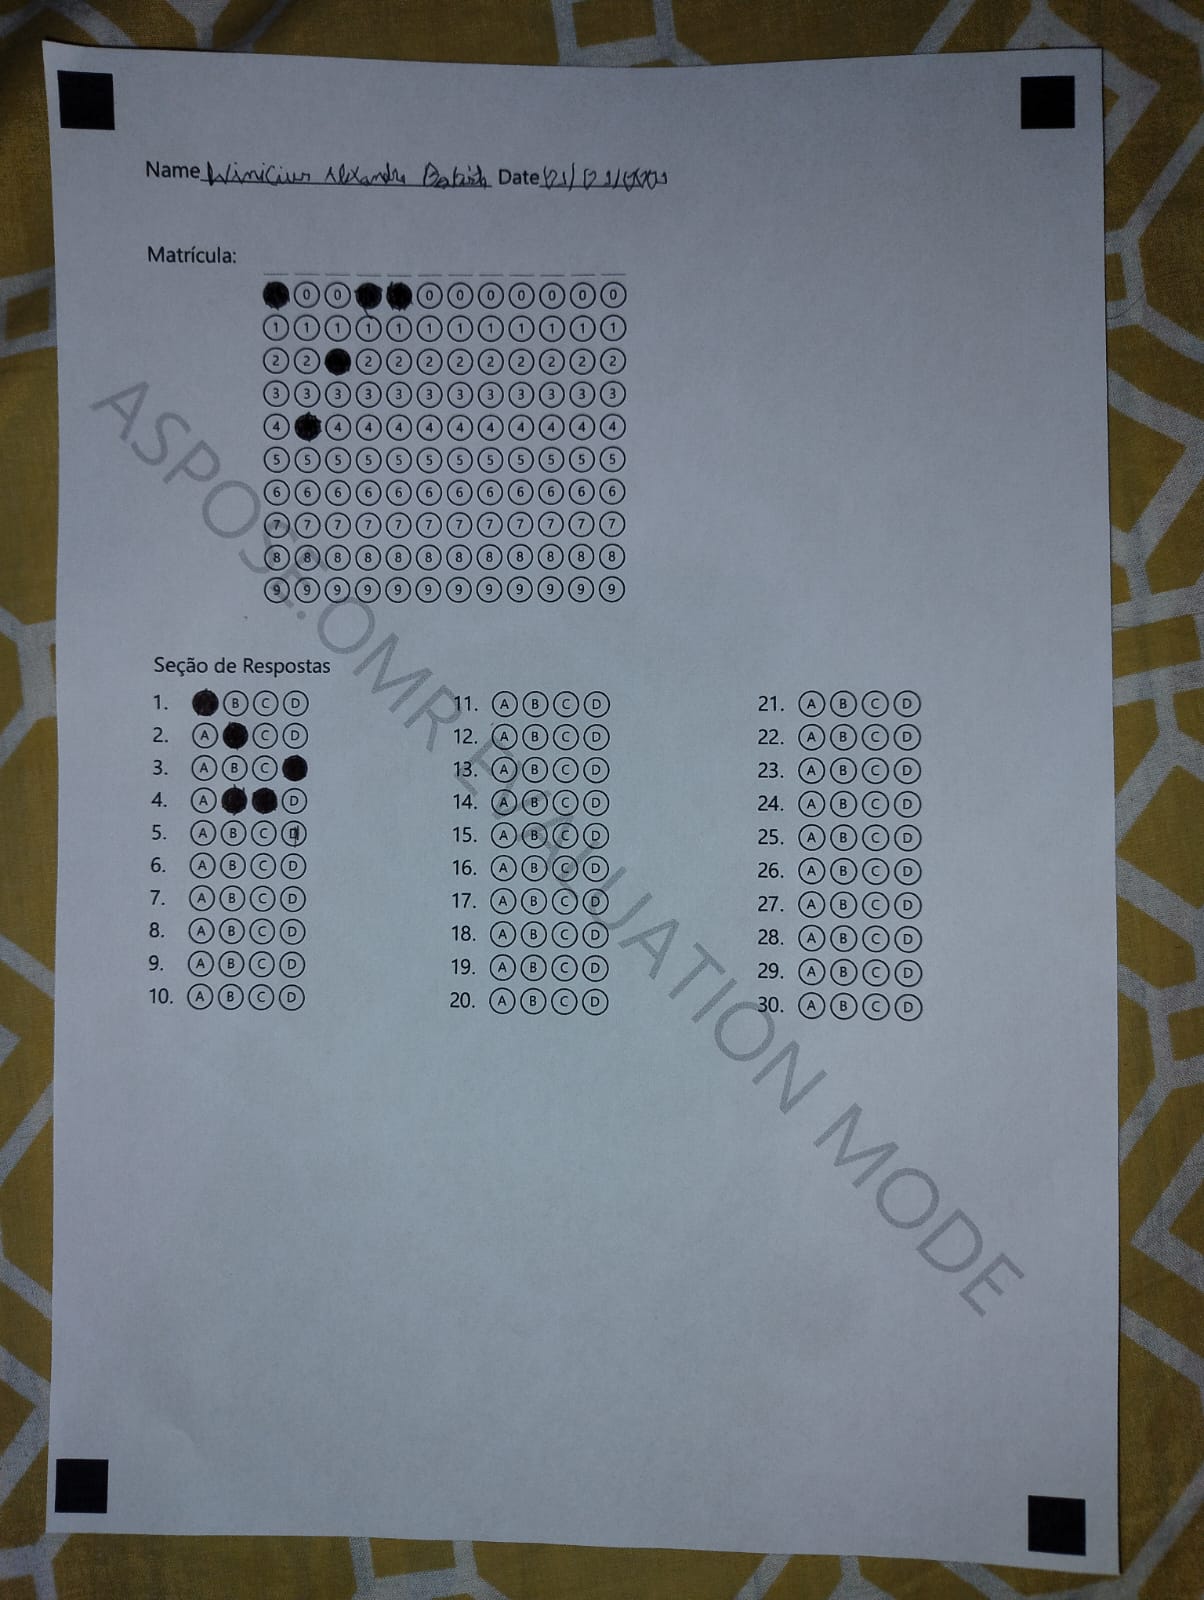 Name Winicius Alexandre Batista Date
Matrícula:
0 0 0 0 0 0 0 0 0
1 1 1 1 1 1 1 1 1 1 1 1
2 2 2 2 2 2 2 2 2 2 2
3 3 3 3 3 3 3 3 3 3 3 3
4 4 4 4 4 4 4 4 4 4 4
5 5 5 5 5 5 5 5 5 5 5 5
6 6 6 6 6 6 6 6 6 6 6 6
7 7 7 7 7 7 7 7 7 7 7 7
8 8 8 8 8 8 8 8 8 8 8 8
9 9 9 9 9 9 9 9 9 9 9 9
ASPOSE.OMR EVALUATION MODE
Seção de Respostas
1. B C D
2. A C D
3. A B C
4. A D
5. A B C D
6. A B C D
7. A B C D
8. A B C D
9. A B C D
10. A B C D
11. A B C D
12. A B C D
13. A B C D
14. A B C D
15. A B C D
16. A B C D
17. A B C D
18. A B C D
19. A B C D
20. A B C D
21. A B C D
22. A B C D
23. A B C D
24. A B C D
25. A B C D
26. A B C D
27. A B C D
28. A B C D
29. A B C D
30. A B C D